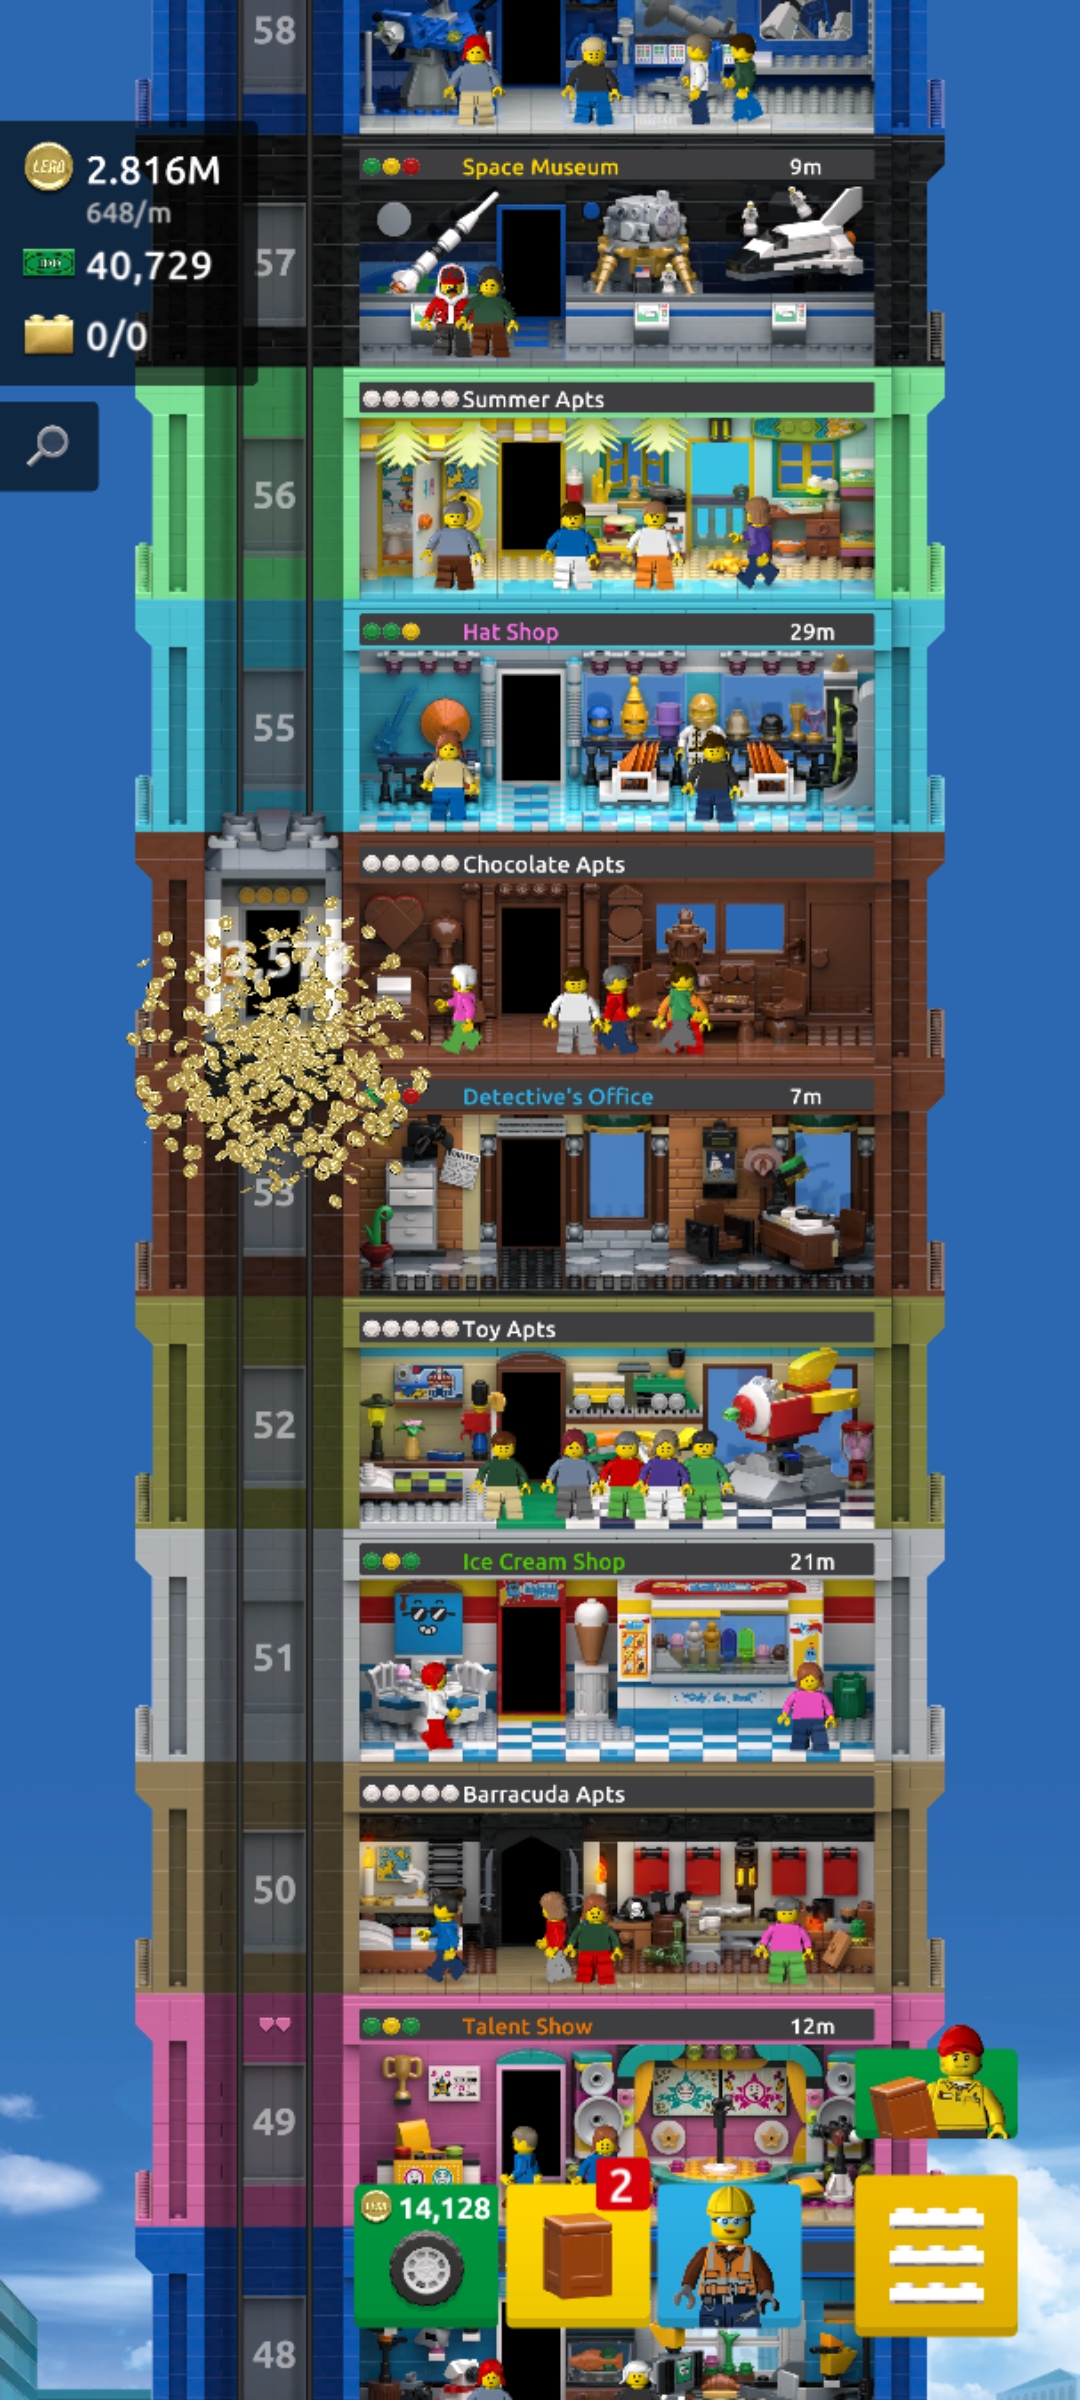 58
2.816M
648/m
40,729
0/0
Space Museum 9m
57
Summer Apts
56
Hat Shop 29m
55
Chocolate Apts
Detective's Office 7m
53
Toy Apts
52
Ice Cream Shop 21m
51
Barracuda Apts
50
Talent Show 12m
49
14,128
2
48